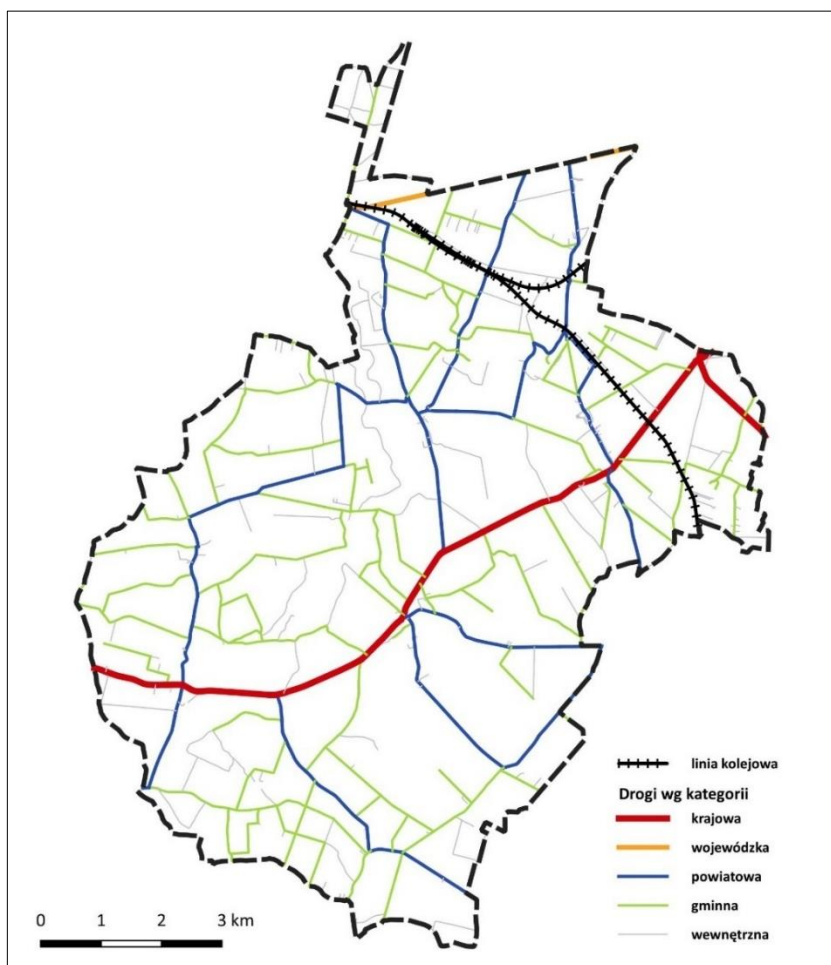 linia kolejowa
Drogi wg kategorii
krajowa
wojewódzka
powiatowa
gminna
wewnętrzna
0 1 2 3 km